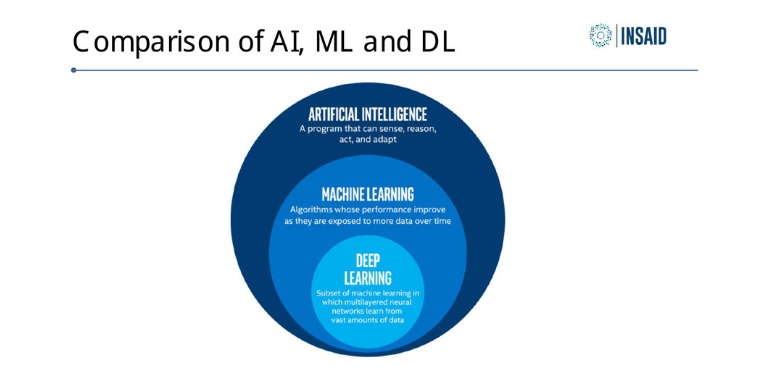 Comparison of AI, ML and DL
INSAID
ARTIFICIAL INTELLIGENCE
A program that can sense, reason,
act, and adapt
MACHINE LEARNING
Algorithms whose performance improve
as they are exposed to more data over time
DEEP
LEARNING
Subset of machine learning in
which multilayered neural
networks learn from
vast amounts of data